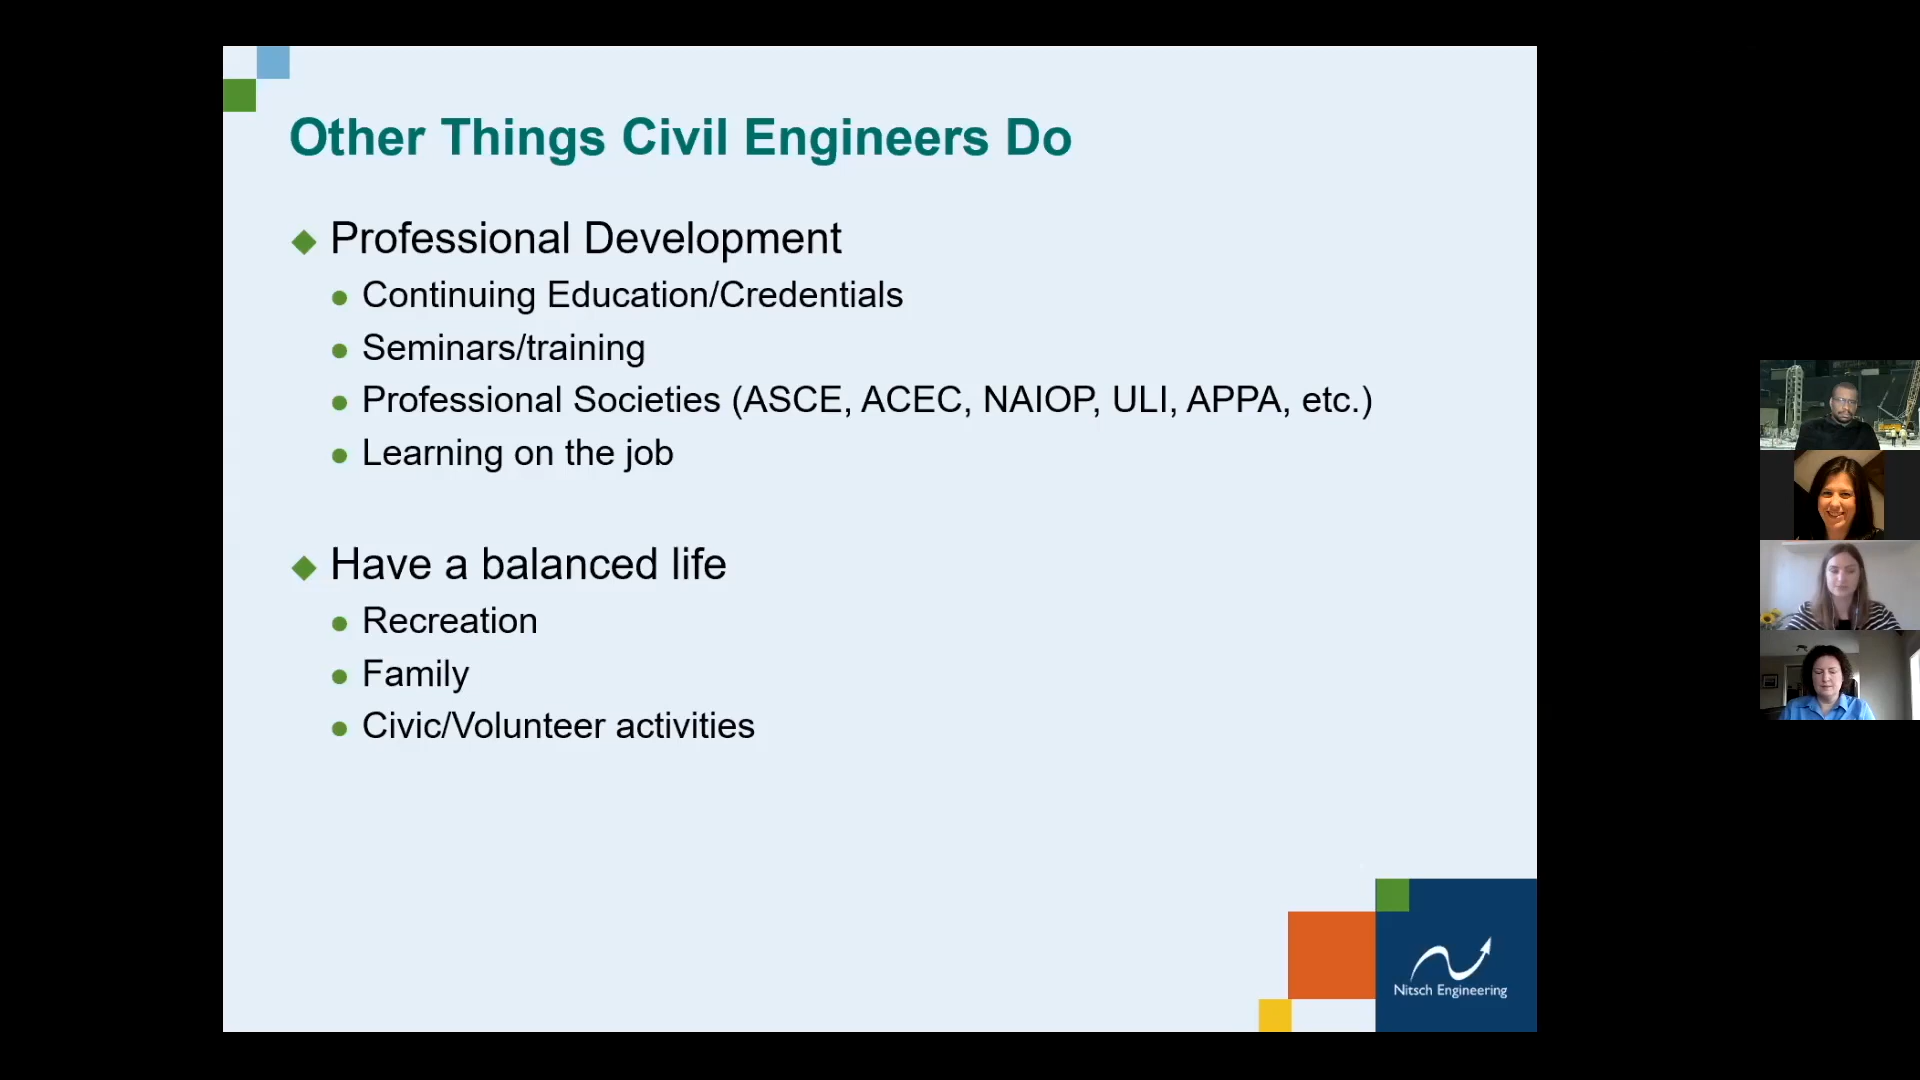 Other Things Civil Engineers Do
Professional Development
Continuing Education/Credentials
Seminars/training
Professional Societies (ASCE, ACEC, NAIOP, ULI, APPA, etc.)
Learning on the job
Have a balanced life
Recreation
Family
Civic/Volunteer activities
Nitsch Engineering